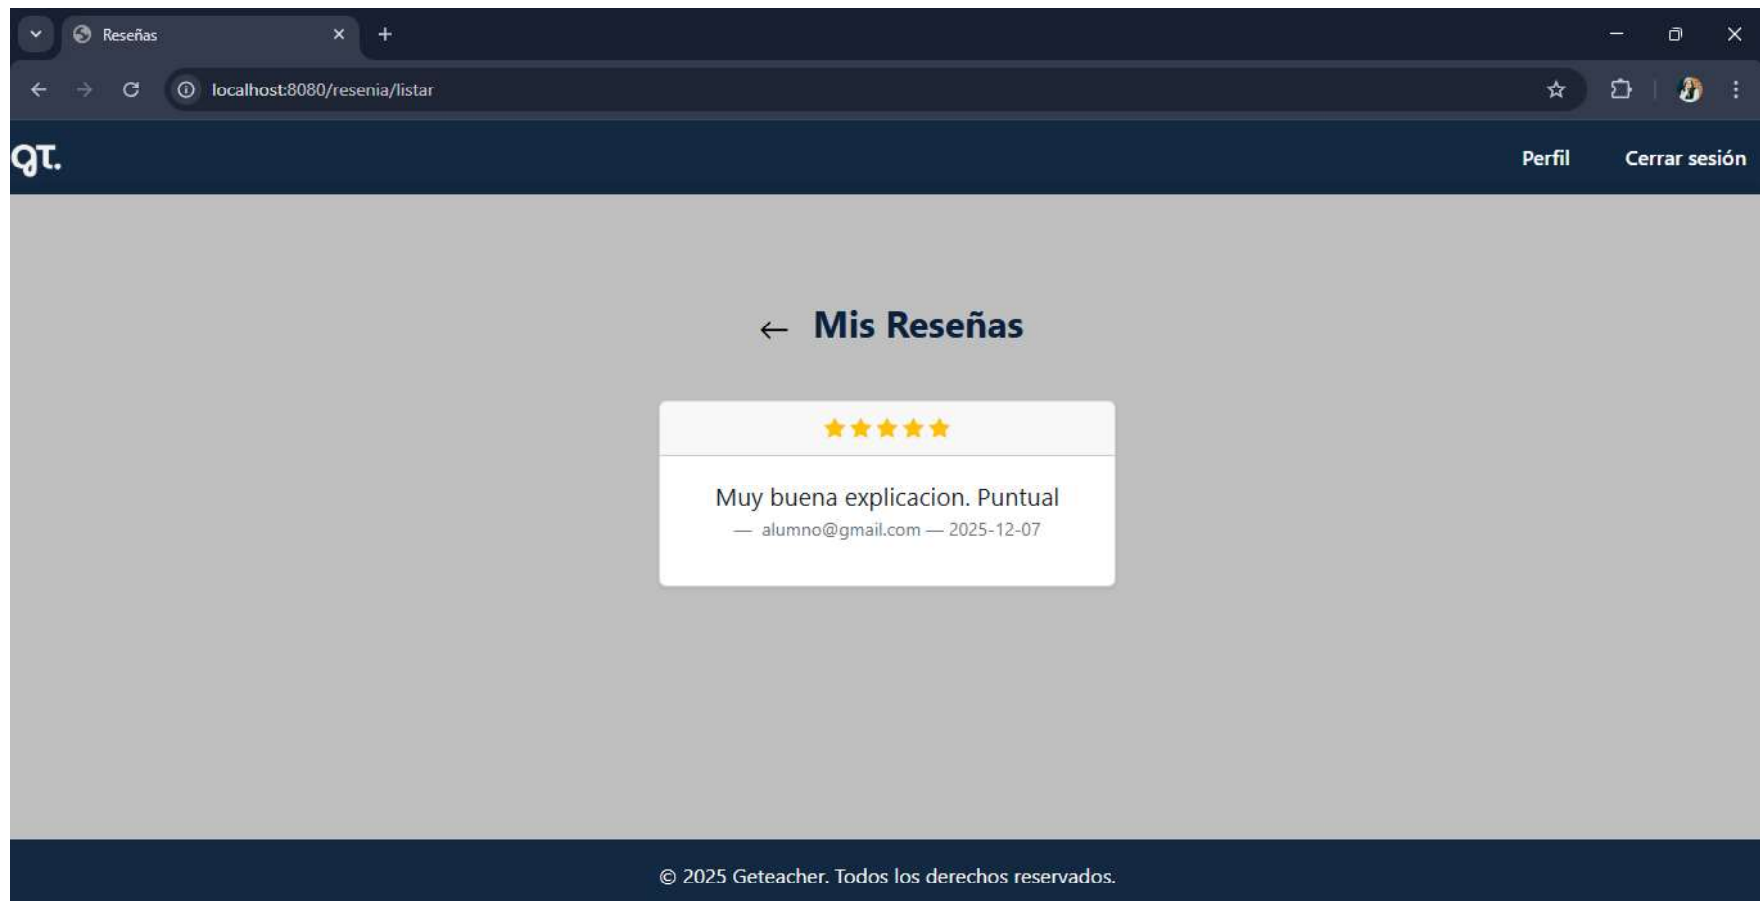 Reseñas
localhost:8080/resenia/listar
gt.
Perfil
Cerrar sesión
Mis Reseñas
Muy buena explicacion. Puntual
— alumno@gmail.com — 2025-12-07
© 2025 Geteacher. Todos los derechos reservados.